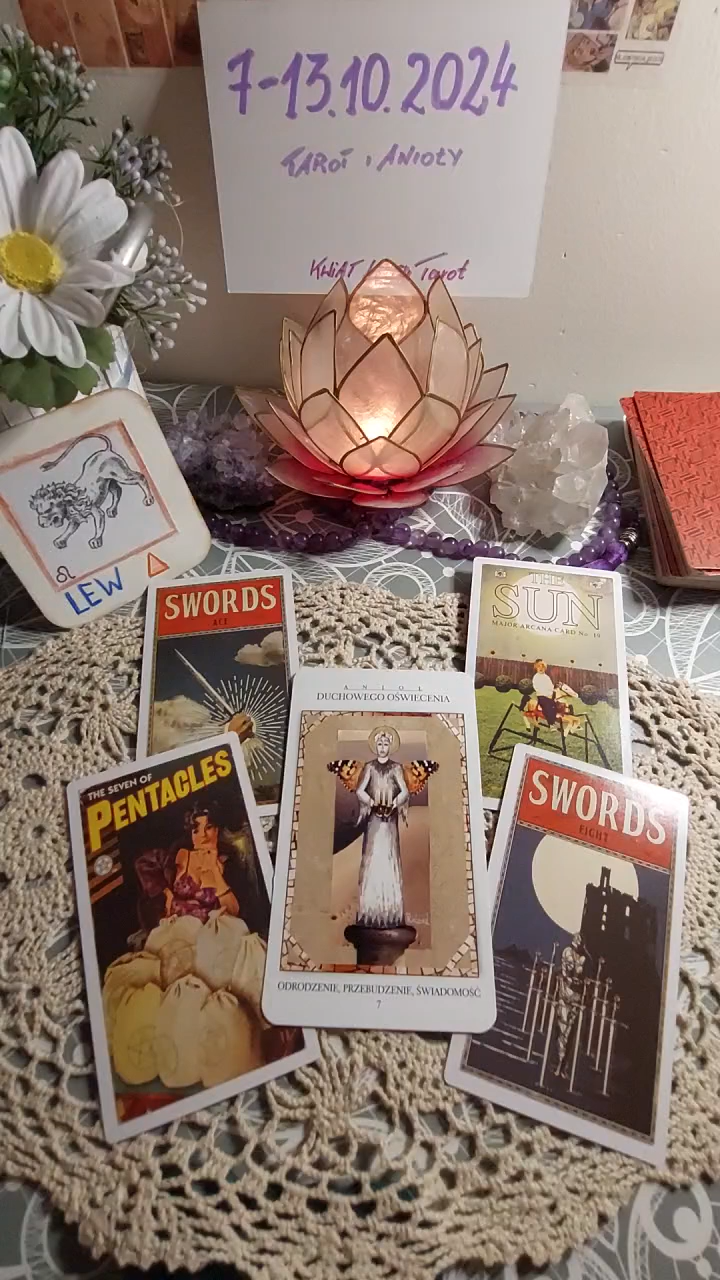 7-13.10.2024
TAROT i ANIOŁY
KWIAT Tarot
♌
LEW
SWORDS
ACE
THE
SUN
MAJOR ARCANA CARD No. 19
ANIOŁ
DUCHOWEGO OŚWIECENIA
ODRODZENIE, PRZEBUDZENIE, ŚWIADOMOŚĆ
7
THE SEVEN OF
PENTACLES
SWORDS
EIGHT